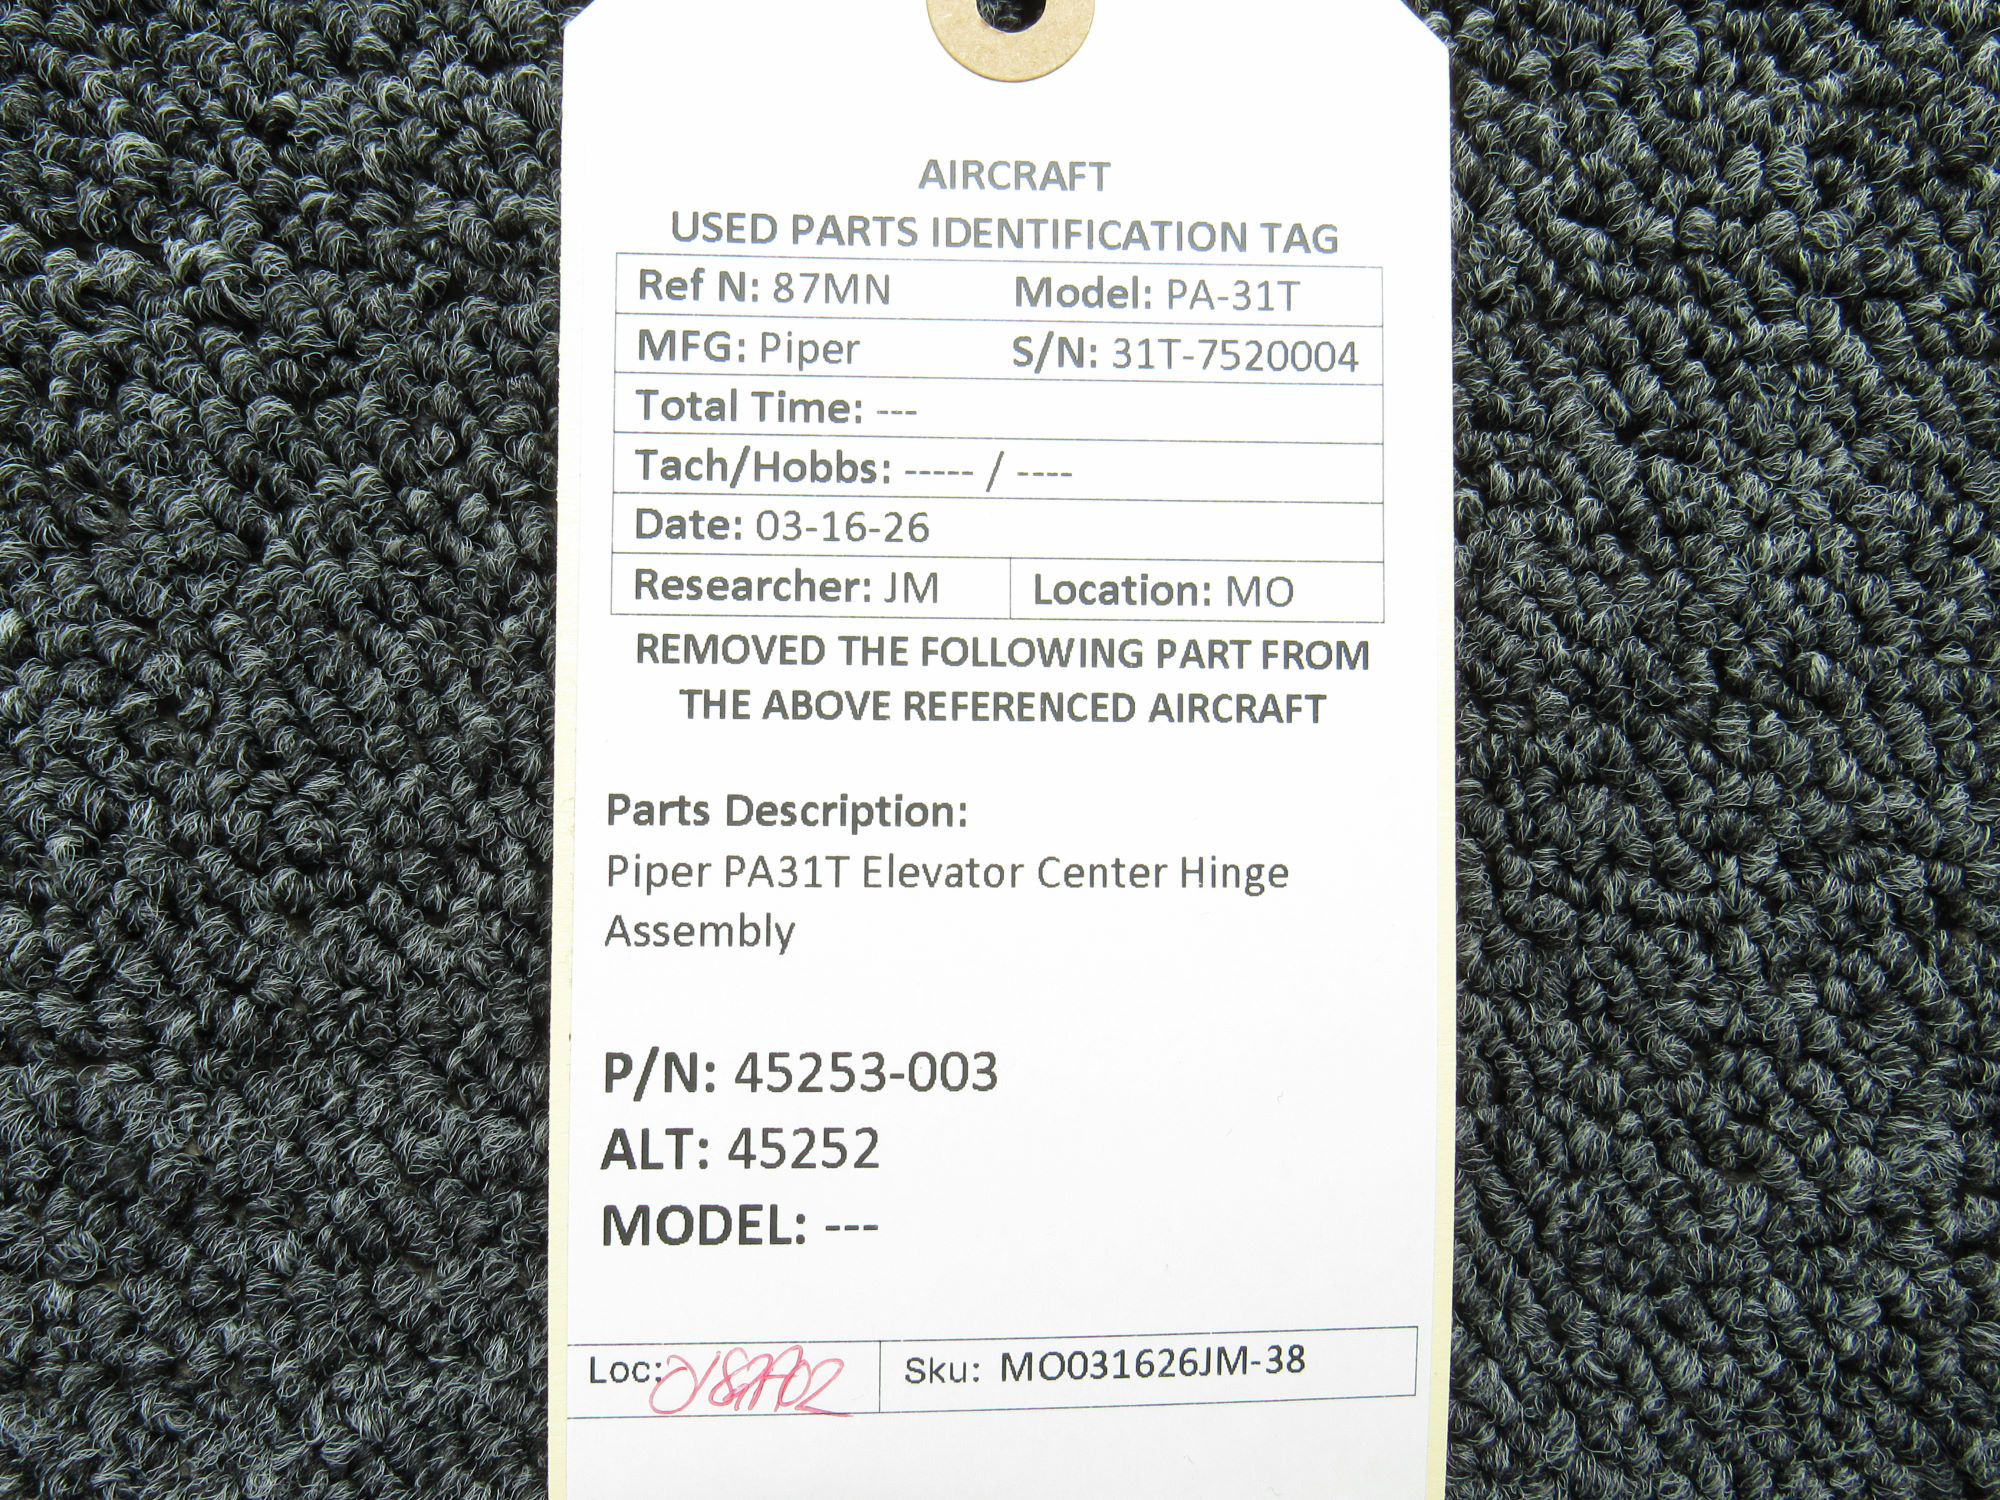 AIRCRAFT
USED PARTS IDENTIFICATION TAG
Ref N: 87MN Model: PA-31T
MFG: Piper S/N: 31T-7520004
Total Time: ---
Tach/Hobbs: ----- / ----
Date: 03-16-26
Researcher: JM Location: MO
REMOVED THE FOLLOWING PART FROM
THE ABOVE REFERENCED AIRCRAFT
Parts Description:
Piper PA31T Elevator Center Hinge
Assembly
P/N: 45253-003
ALT: 45252
MODEL: ---
Loc:
Sku: MO031626JM-38